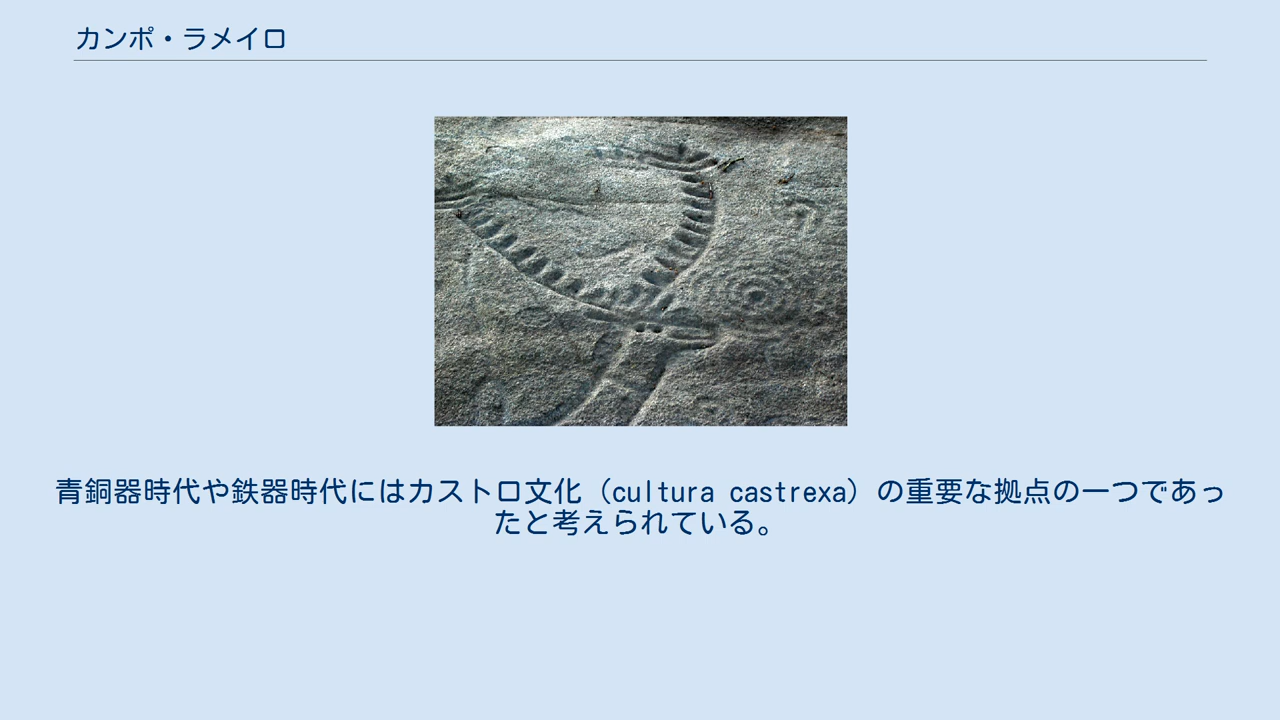 カンポ・ラメイロ
青銅器時代や鉄器時代にはカストロ文化（cultura castrexa）の重要な拠点の一つであっ
たと考えられている。